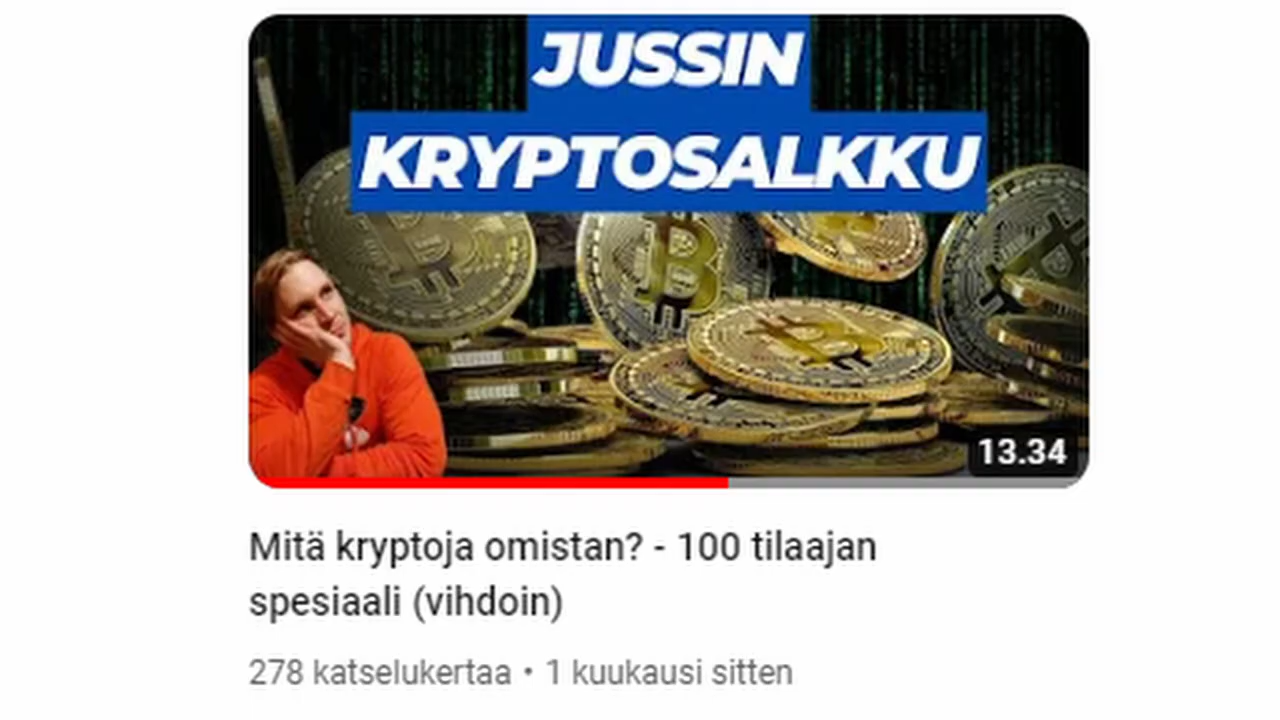 JUSSIN
KRYPTOSALKKU
13.34
Mitä kryptoja omistan? - 100 tilaajan
spesiaali (vihdoin)
278 katselukertaa • 1 kuukausi sitten